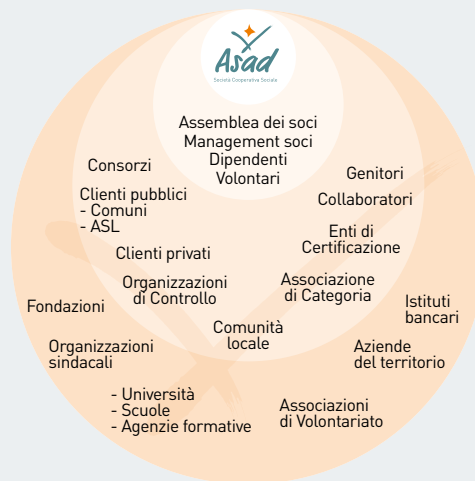 Asad
Società Cooperativa Sociale
Assemblea dei soci
Management soci
Dipendenti
Volontari
Consorzi
Genitori
Clienti pubblici
- Comuni
- ASL
Collaboratori
Enti di
Certificazione
Clienti privati
Organizzazioni
di Controllo
Associazione
di Categoria
Fondazioni
Istituti
bancari
Comunità
locale
Organizzazioni
sindacali
Aziende
del territorio
- Università
- Scuole
- Agenzie formative
Associazioni
di Volontariato